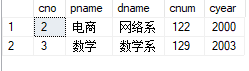 cno pname dname cnum cyear
1 2 电商 网络系 122 2000
2 3 数学 数学系 129 2003